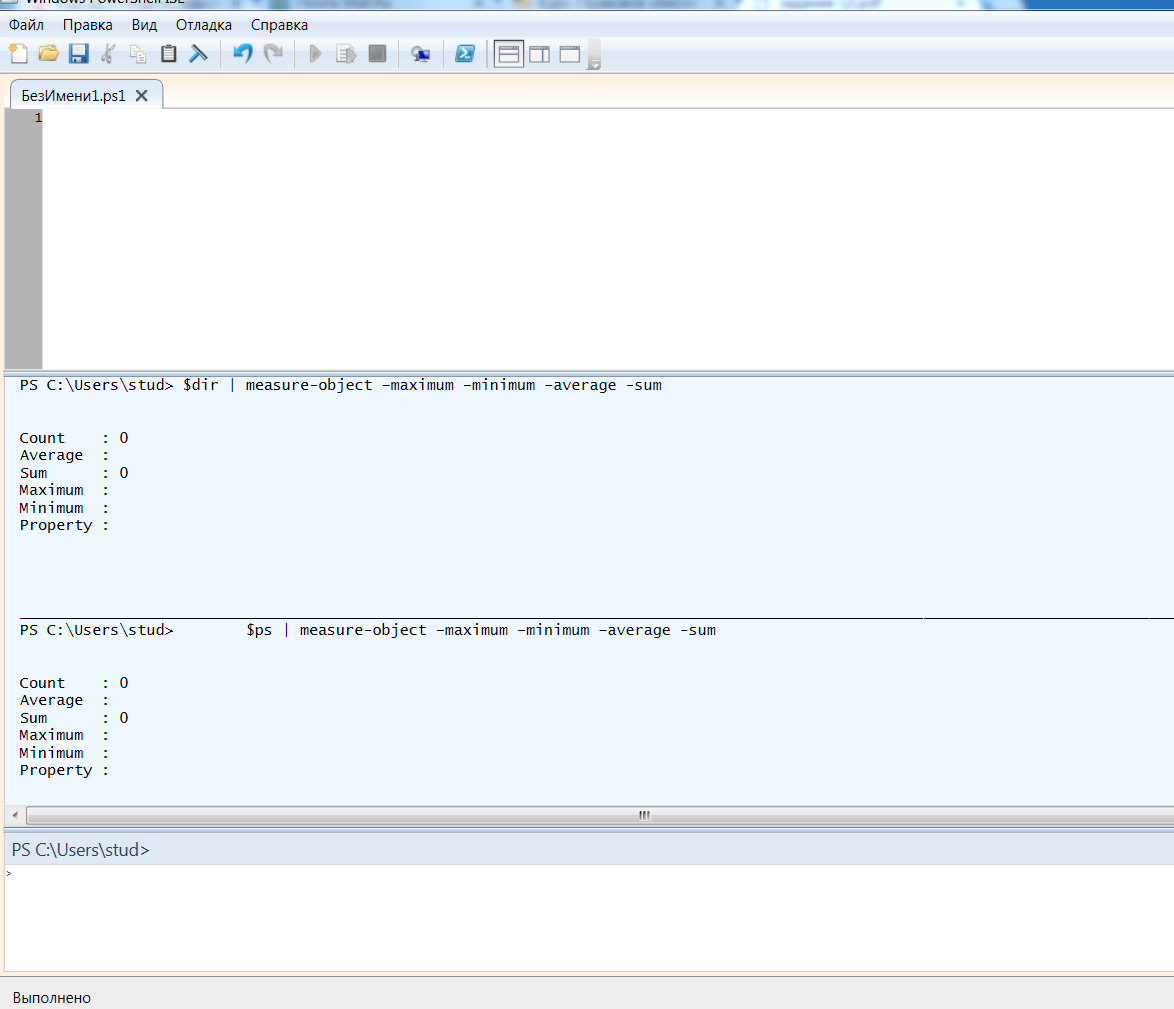 Windows PowerShell ISE
Файл Правка Вид Отладка Справка
БезИмени1.ps1
1
PS C:\Users\stud> $dir | measure-object -maximum -minimum -average -sum
Count : 0
Average :
Sum : 0
Maximum :
Minimum :
Property :
PS C:\Users\stud> $ps | measure-object -maximum -minimum -average -sum
Count : 0
Average :
Sum : 0
Maximum :
Minimum :
Property :
PS C:\Users\stud>
>
Выполнено